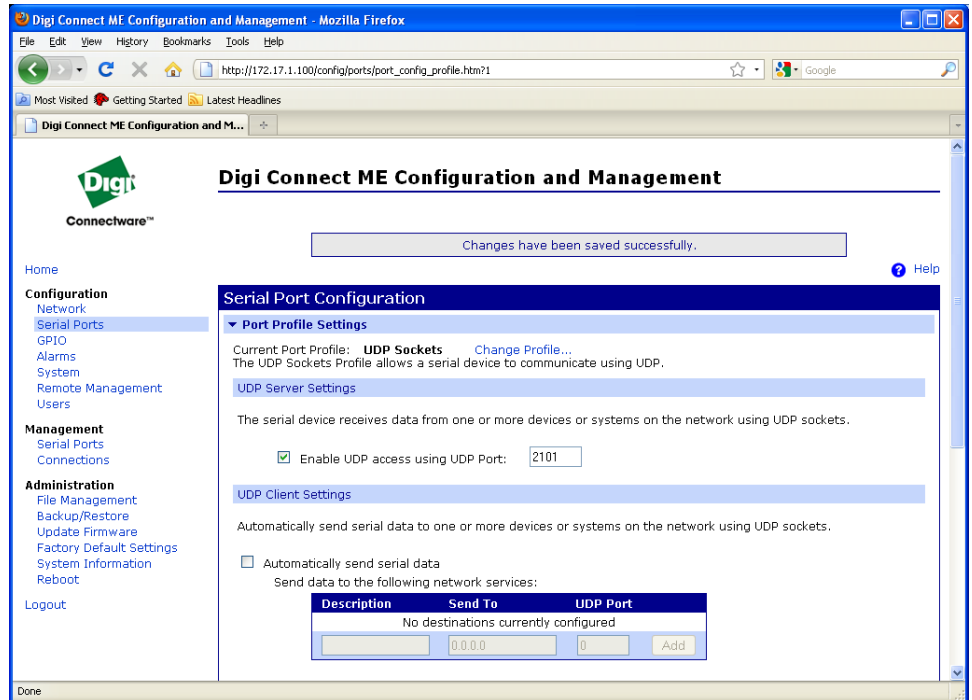 Digi Connect ME Configuration and Management - Mozilla Firefox
File Edit View History Bookmarks Tools Help
http://172.17.1.100/config/ports/port_config_profile.htm?1
Google
Most Visited Getting Started Latest Headlines
Digi Connect ME Configuration and M...
Digi
Connectware™
Digi Connect ME Configuration and Management
Changes have been saved successfully.
Home
Help
Configuration
Network
Serial Ports
GPIO
Alarms
System
Remote Management
Users
Management
Serial Ports
Connections
Administration
File Management
Backup/Restore
Update Firmware
Factory Default Settings
System Information
Reboot
Logout
Serial Port Configuration
Port Profile Settings
Current Port Profile: UDP Sockets Change Profile...
The UDP Sockets Profile allows a serial device to communicate using UDP.
UDP Server Settings
The serial device receives data from one or more devices or systems on the network using UDP sockets.
Enable UDP access using UDP Port: 2101
UDP Client Settings
Automatically send serial data to one or more devices or systems on the network using UDP sockets.
Automatically send serial data
Send data to the following network services:
Description Send To UDP Port
No destinations currently configured
0.0.0.0 0 Add
Done